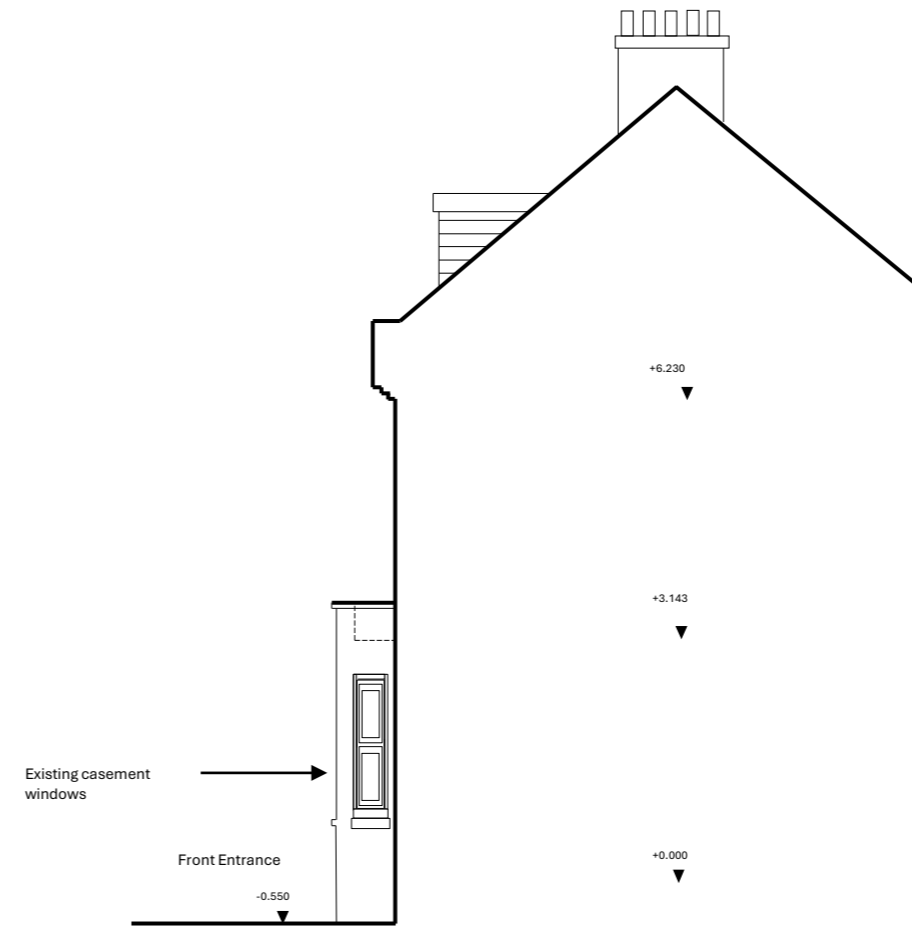 +6.230
+3.143
Existing casement
windows
Front Entrance
+0.000
-0.550